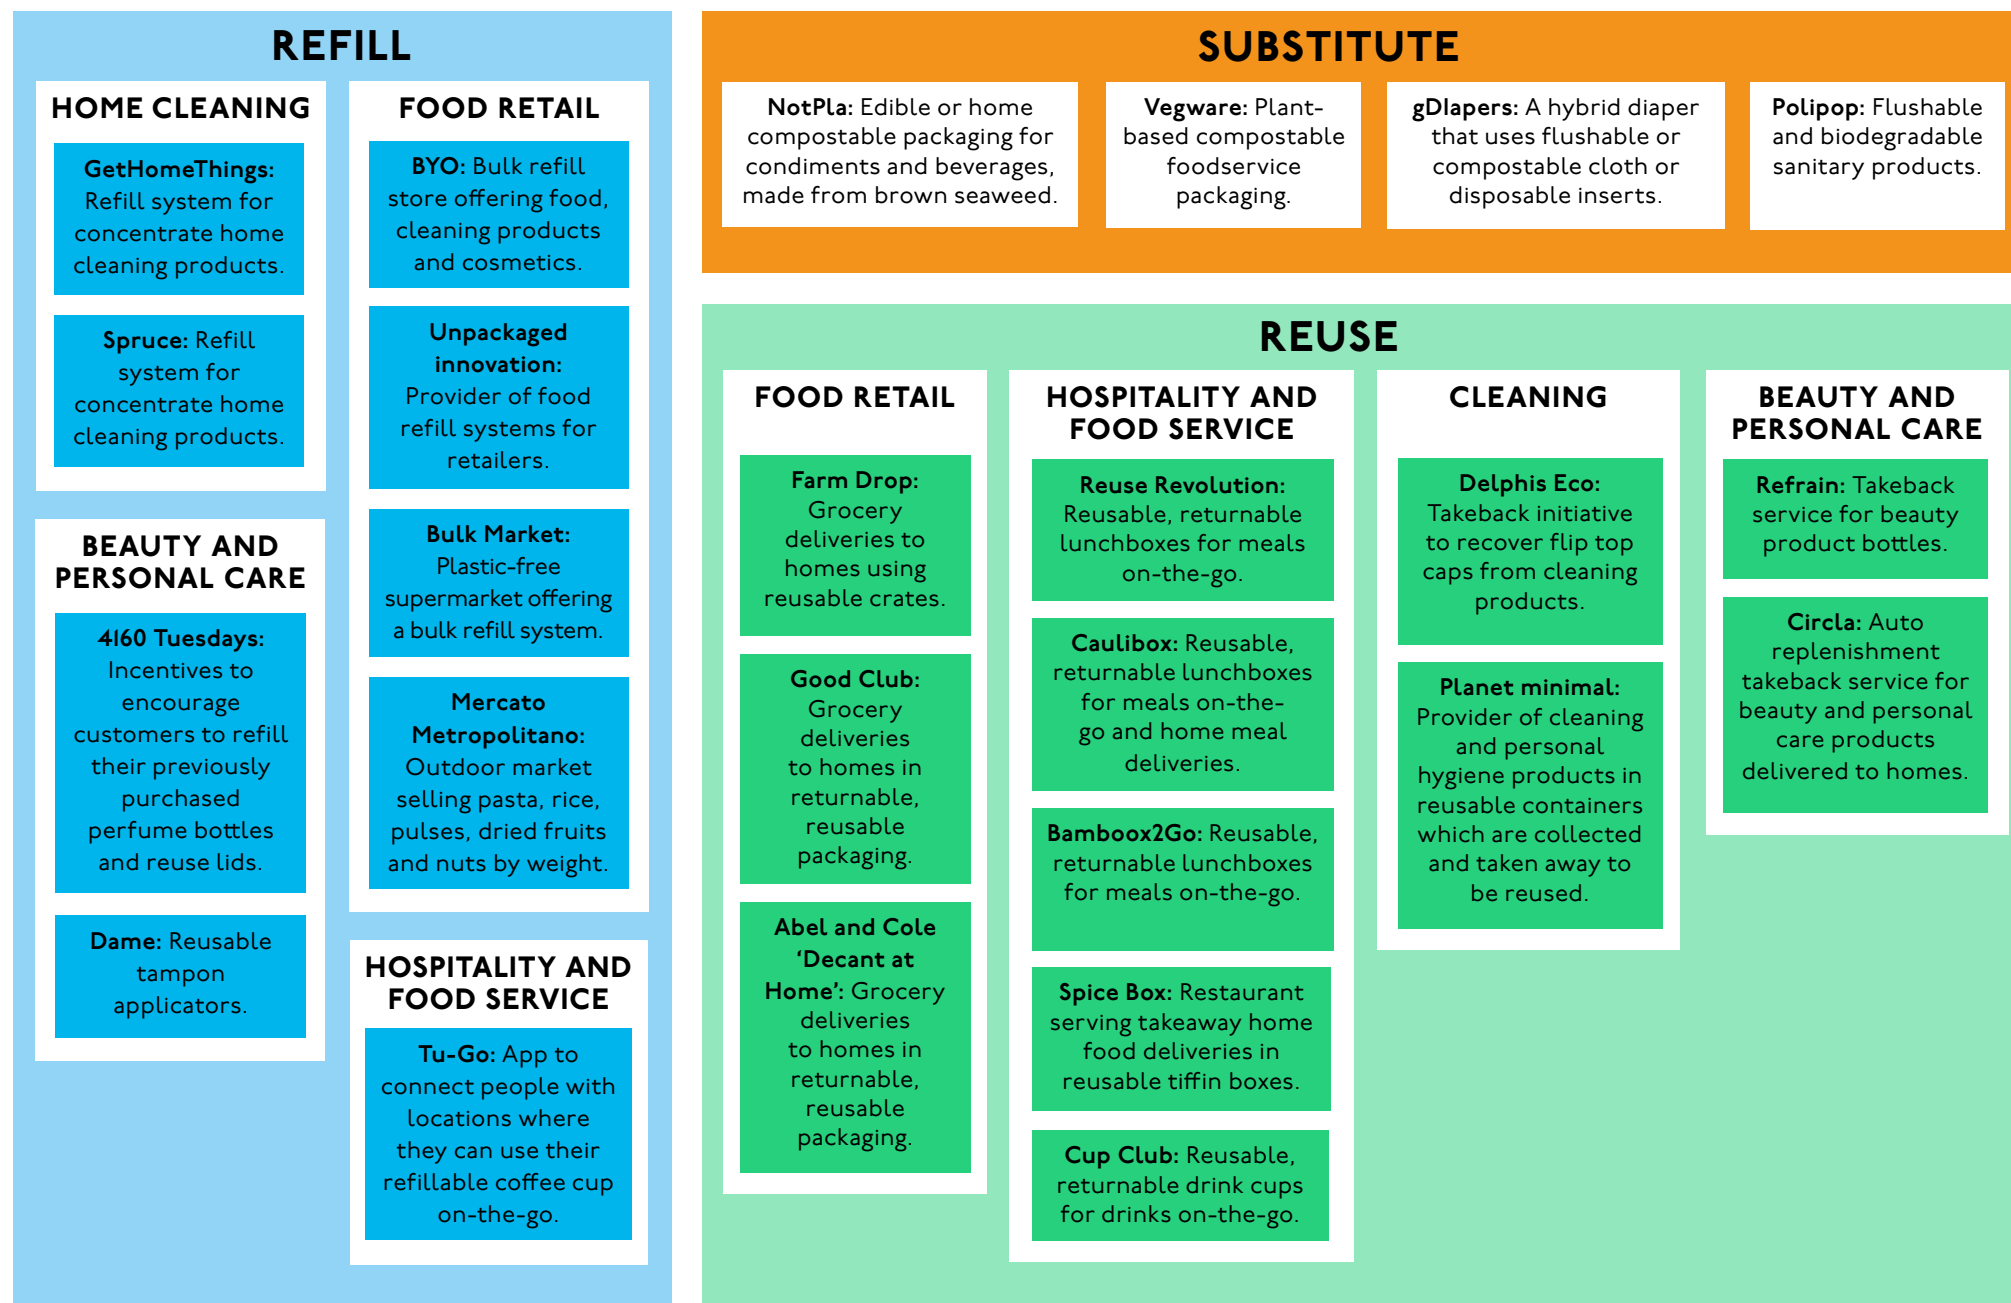 REFILL
HOME CLEANING
GetHomeThings:
Refill system for
concentrate home
cleaning products.
Spruce: Refill
system for
concentrate home
cleaning products.
BEAUTY AND
PERSONAL CARE
4160 Tuesdays:
Incentives to
encourage
customers to refill
their previously
purchased
perfume bottles
and reuse lids.
Dame: Reusable
tampon
applicators.
FOOD RETAIL
BYO: Bulk refill
store offering food,
cleaning products
and cosmetics.
Unpackaged
innovation:
Provider of food
refill systems for
retailers.
Bulk Market:
Plastic-free
supermarket offering
a bulk refill system.
Mercato
Metropolitano:
Outdoor market
selling pasta, rice,
pulses, dried fruits
and nuts by weight.
HOSPITALITY AND
FOOD SERVICE
Tu-Go: App to
connect people with
locations where
they can use their
refillable coffee cup
on-the-go.
SUBSTITUTE
NotPla: Edible or home
compostable packaging for
condiments and beverages,
made from brown seaweed.
Vegware: Plant-
based compostable
foodservice
packaging.
gDIapers: A hybrid diaper
that uses flushable or
compostable cloth or
disposable inserts.
Polipop: Flushable
and biodegradable
sanitary products.
REUSE
FOOD RETAIL
Farm Drop:
Grocery
deliveries to
homes using
reusable crates.
Good Club:
Grocery
deliveries
to homes in
returnable,
reusable
packaging.
Abel and Cole
‘Decant at
Home’: Grocery
deliveries
to homes in
returnable,
reusable
packaging.
HOSPITALITY AND
FOOD SERVICE
Reuse Revolution:
Reusable, returnable
lunchboxes for meals
on-the-go.
Caulibox: Reusable,
returnable lunchboxes
for meals on-the-
go and home meal
deliveries.
Bamboox2Go: Reusable,
returnable lunchboxes
for meals on-the-go.
Spice Box: Restaurant
serving takeaway home
food deliveries in
reusable tiffin boxes.
Cup Club: Reusable,
returnable drink cups
for drinks on-the-go.
CLEANING
Delphis Eco:
Takeback initiative
to recover flip top
caps from cleaning
products.
Planet minimal:
Provider of cleaning
and personal
hygiene products in
reusable containers
which are collected
and taken away to
be reused.
BEAUTY AND
PERSONAL CARE
Refrain: Takeback
service for beauty
product bottles.
Circla: Auto
replenishment
takeback service for
beauty and personal
care products
delivered to homes.